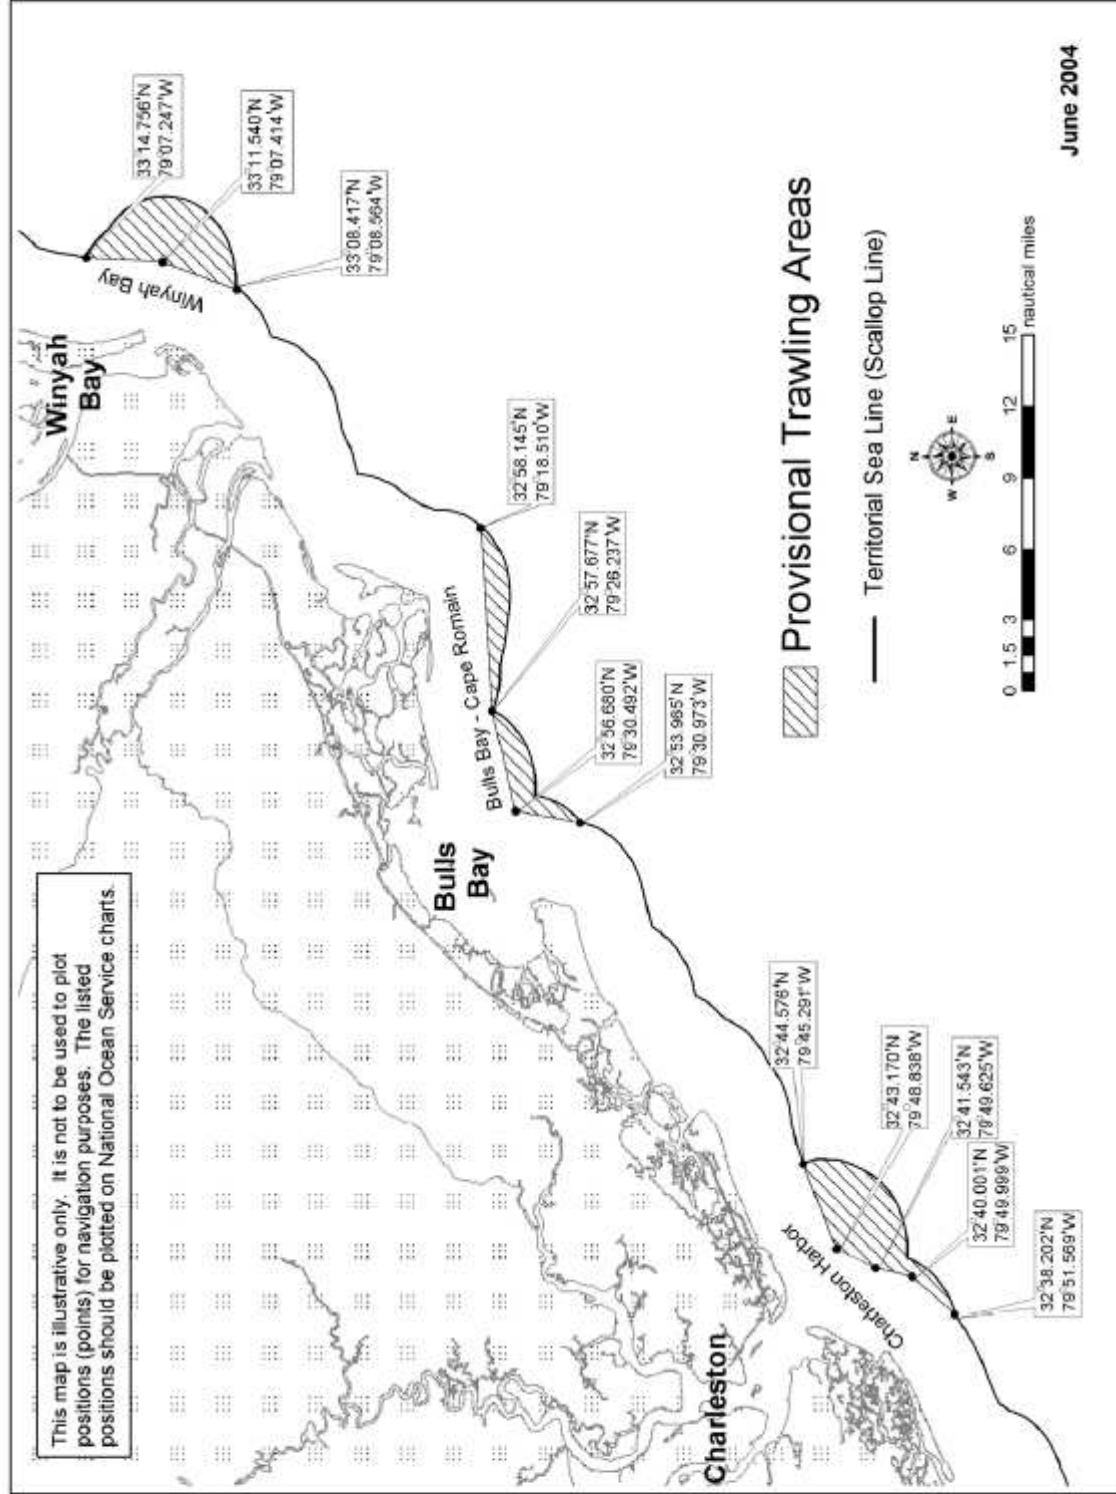 This map is illustrative only. It is not to be used to plot
positions (points) for navigation purposes. The listed
positions should be plotted on National Ocean Service charts.
Winyah
Bay
Winyah Bay
33°14.756'N
79°07.247'W
33°11.540'N
79°07.414'W
33°08.417'N
79°08.564'W
Bulls
Bay
Bulls Bay - Cape Romain
32°58.145'N
79°18.510'W
32°57.677'N
79°26.237'W
32°56.680'N
79°30.492'W
32°53.985'N
79°30.973'W
Charleston
Charleston Harbor
32°44.576'N
79°45.291'W
32°43.170'N
79°48.838'W
32°41.543'N
79°49.625'W
32°40.001'N
79°49.999'W
32°38.202'N
79°51.569'W
Provisional Trawling Areas
Territorial Sea Line (Scallop Line)
N
W E
S
0 1.5 3 6 9 12 15
nautical miles
June 2004